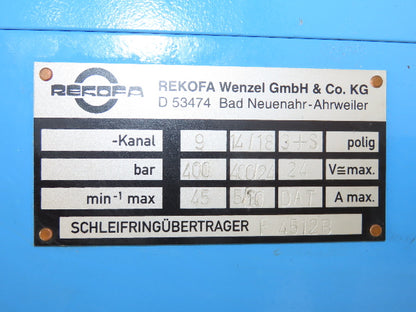 REKOFA
REKOFA Wenzel GmbH & Co. KG
D 53474 Bad Neuenahr-Ahrweiler
-Kanal 9 14/18 3+S polig
bar 400 400/24 24 V≅max.
min-1 max 45 5/10 DAT A max.
SCHLEIFRINGÜBERTRAGER F 4512B